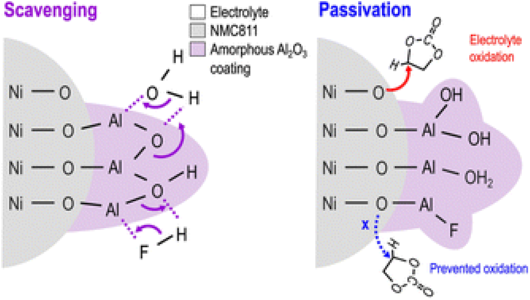 Scavenging
Electrolyte
NMC811
Amorphous Al₂O₃
coating
H
O
H
Ni O
Al
Ni O
O
Ni O
Al
O
H
Ni O
Al
F
H
Passivation
O
O
O
H
Electrolyte
oxidation
Ni O
OH
Ni O
Al
OH
Ni O
Al
OH₂
Ni O
Al
x
F
H
O
C
O
O
Prevented oxidation